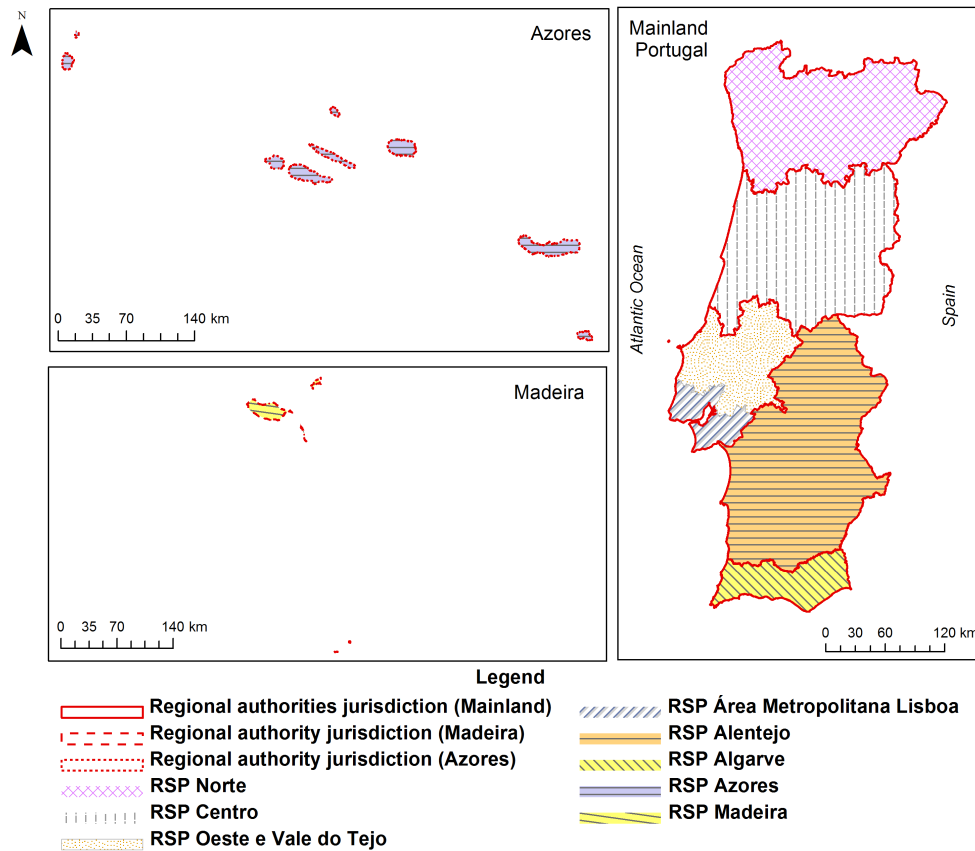 N
Azores
0 35 70 140 km
Madeira
0 35 70 140 km
Mainland
Portugal
Atlantic Ocean
Spain
0 30 60 120 km
Legend
Regional authorities jurisdiction (Mainland)
Regional authority jurisdiction (Madeira)
Regional authority jurisdiction (Azores)
RSP Norte
RSP Centro
RSP Oeste e Vale do Tejo
RSP Área Metropolitana Lisboa
RSP Alentejo
RSP Algarve
RSP Azores
RSP Madeira